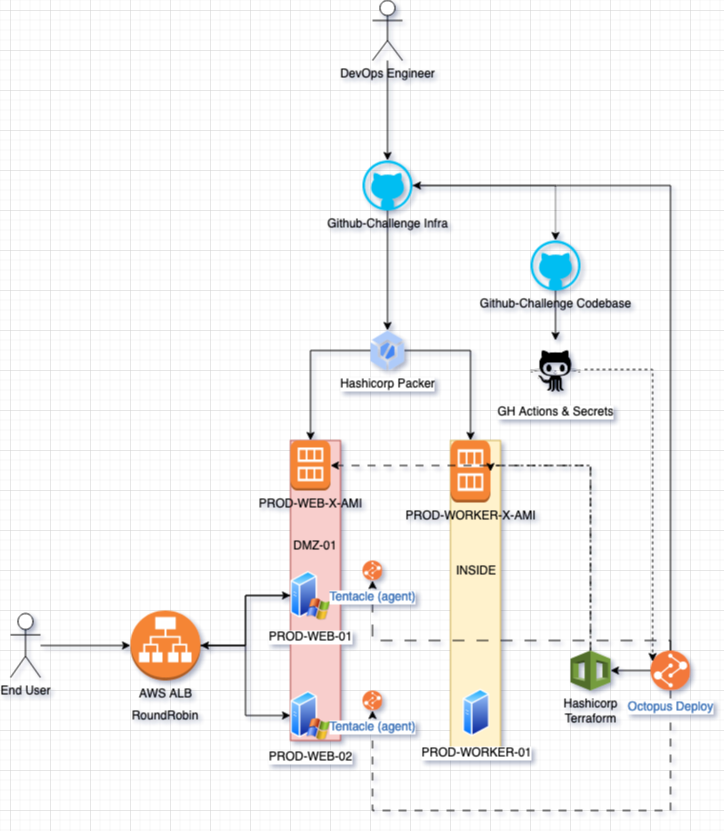 DevOps Engineer
Github-Challenge Infra
Github-Challenge Codebase
Hashicorp Packer
GH Actions & Secrets
PROD-WEB-X-AMI
PROD-WORKER-X-AMI
DMZ-01
INSIDE
Tentacle (agent)
PROD-WEB-01
End User
AWS ALB
RoundRobin
Hashicorp
Terraform
Octopus Deploy
Tentacle (agent)
PROD-WEB-02
PROD-WORKER-01